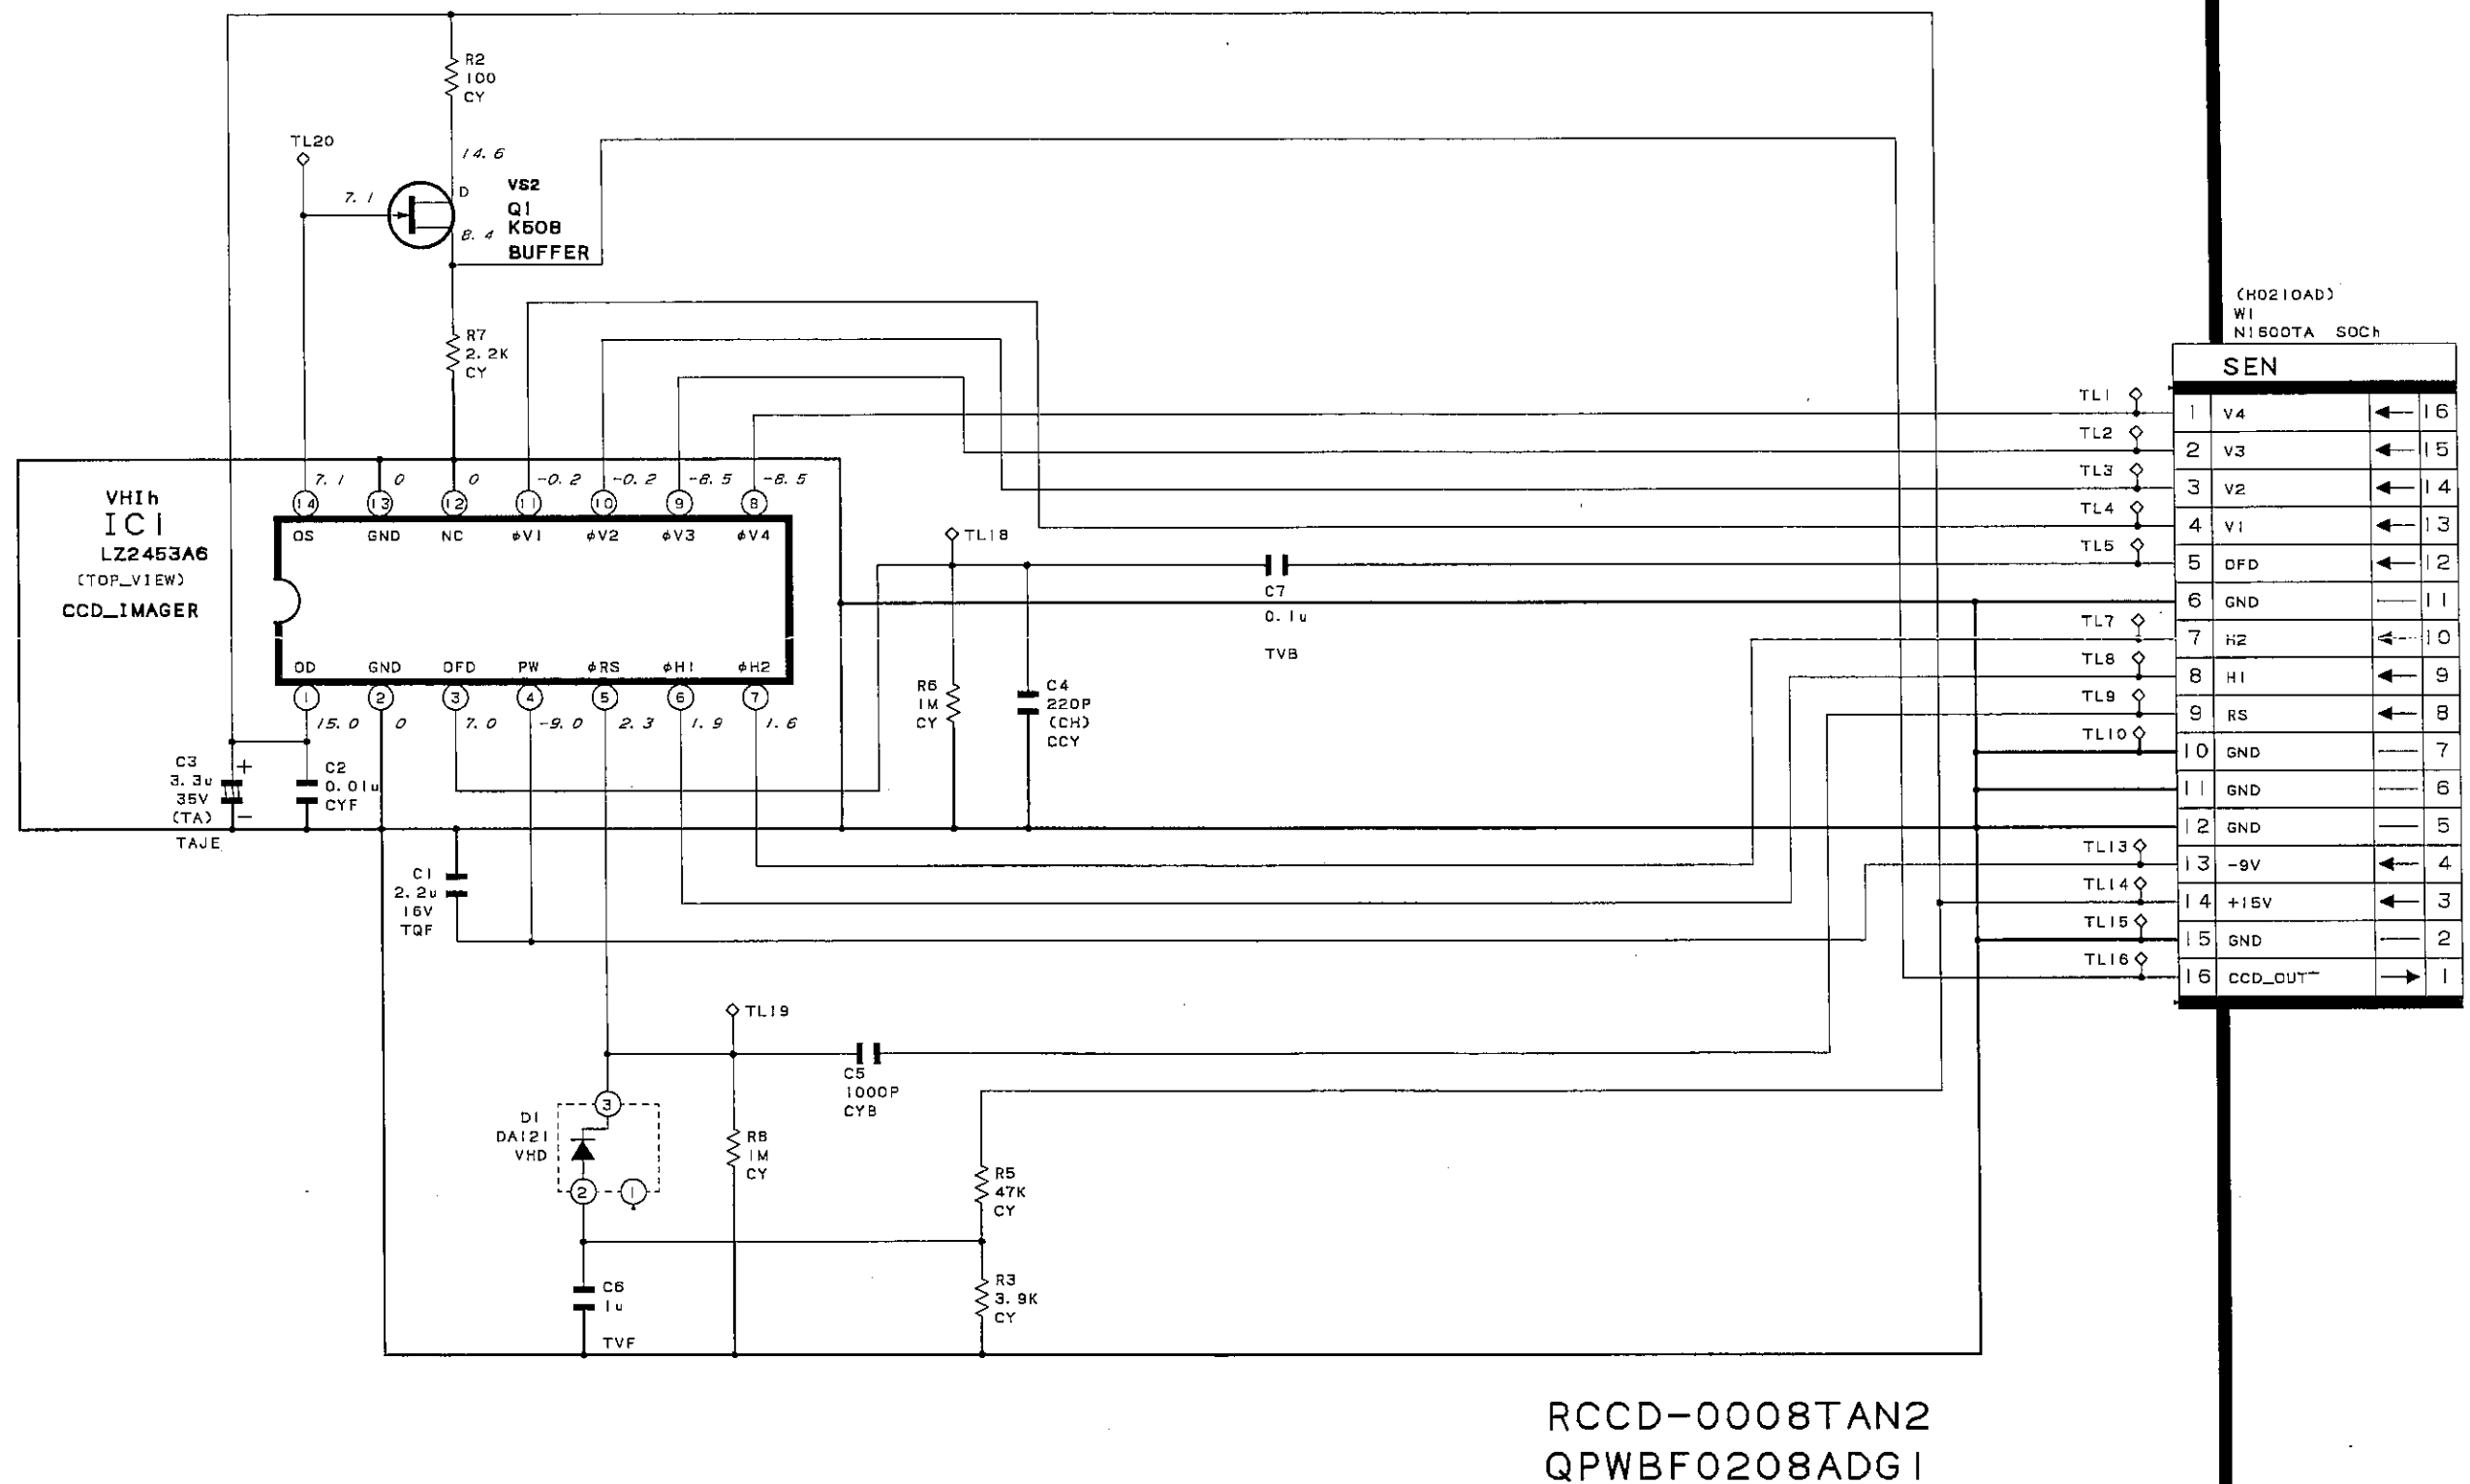 R2
100
CY
TL20
14.6
7.1
D
VS2
Q1
K508
BUFFER
8.4
R7
2.2K
CY
(H0210AD)
W1
N1600TA SOCh
SEN
TL1
1 V4 ← 16
TL2
2 V3 ← 15
TL3
3 V2 ← 14
TL4
4 V1 ← 13
TL5
5 OFD ← 12
6 GND — 11
TL7
7 H2 ← 10
TL8
8 H1 ← 9
TL9
9 RS ← 8
TL10
10 GND — 7
11 GND — 6
12 GND — 5
TL13
13 -9V ← 4
TL14
14 +15V ← 3
TL15
15 GND — 2
TL16
16 CCD_OUT → 1
VHIh
IC1
LZ2453A6
(TOP_VIEW)
CCD_IMAGER
7.1 0 0 -0.2 -0.2 -8.5 -8.5
14 13 12 11 10 9 8
OS GND NC φV1 φV2 φV3 φV4
OD GND OFD PW φRS φH1 φH2
1 2 3 4 5 6 7
15.0 0 7.0 -9.0 2.3 1.9 1.6
TL18
C7
0.1u
TVB
R6
1M
CY
C4
220P
(CH)
CCY
C3
3.3u
35V
(TA)
TAJE
+
-
C2
0.01u
CYF
C1
2.2u
16V
TQF
TL19
C5
1000P
CYB
D1
DA121
VHD
3
2
1
R8
1M
CY
R5
47K
CY
C6
1u
TVF
R3
3.9K
CY
RCCD-0008TAN2
QPWBF0208ADG1